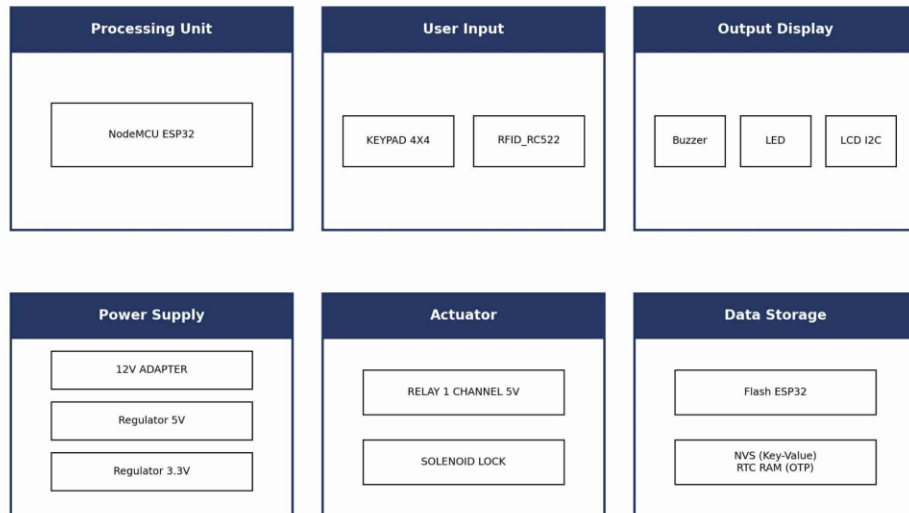 Processing Unit
NodeMCU ESP32
User Input
KEYPAD 4X4
RFID_RC522
Output Display
Buzzer
LED
LCD I2C
Power Supply
12V ADAPTER
Regulator 5V
Regulator 3.3V
Actuator
RELAY 1 CHANNEL 5V
SOLENOID LOCK
Data Storage
Flash ESP32
NVS (Key-Value)
RTC RAM (OTP)